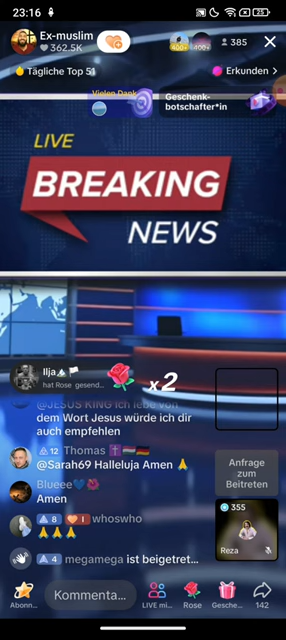 23:16
25
Ex-muslim
362.5K
400+
400+
385
Tägliche Top 51
Erkunden >
Vielen Dank
Geschenk-
botschafter*in
LIVE
BREAKING
NEWS
Ilja
hat Rose gesend...
x2
@JESUS KING ich lebe von
dem Wort Jesus würde ich dir
auch empfehlen
12 Thomas
@Sarah69 Halleluja Amen 🙏
Blueee
Amen
8 I whoswho
🙏🙏🙏
4 megamega ist beigetret...
Anfrage
zum
Beitreten
355
Reza
Abonn...
Kommenta...
LIVE mi...
Rose
Gesche...
142